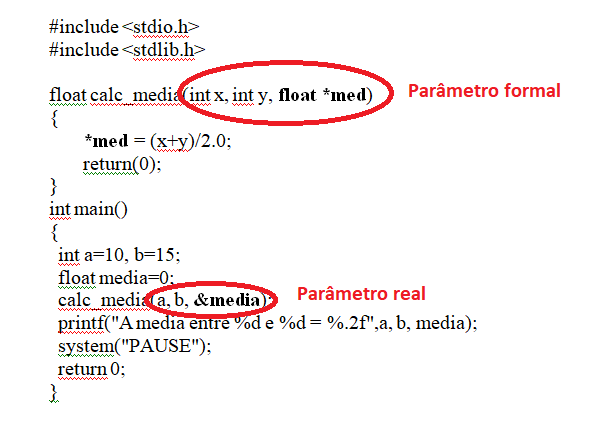 #include <stdio.h>
#include <stdlib.h>
float calc_media(int x, int y, float *med) Parâmetro formal
{
*med = (x+y)/2.0;
return(0);
}
int main()
{
int a=10, b=15;
float media=0;
calc_media(a, b, &media); Parâmetro real
printf("A media entre %d e %d = %.2f",a, b, media);
system("PAUSE");
return 0;
}